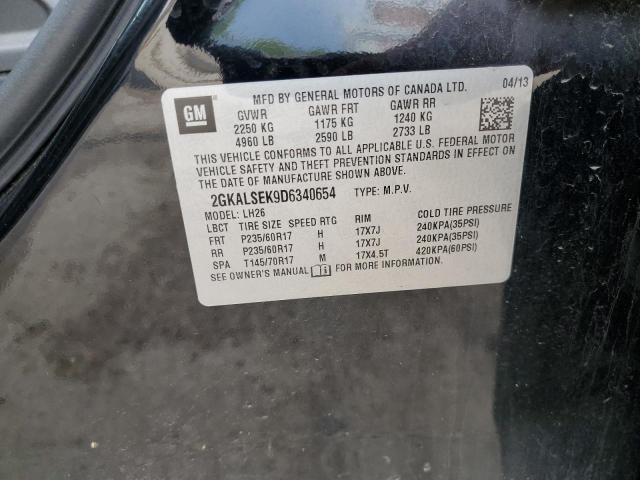 GM
MFD BY GENERAL MOTORS OF CANADA LTD. 04/13
GVWR GAWR FRT GAWR RR
2250 KG 1175 KG 1240 KG
4960 LB 2590 LB 2733 LB
THIS VEHICLE CONFORMS TO ALL APPLICABLE U.S. FEDERAL MOTOR
VEHICLE SAFETY AND THEFT PREVENTION STANDARDS IN EFFECT ON
THE DATE OF MANUFACTURE SHOWN ABOVE.
2GKALSEK9D6340654 TYPE: M.P.V.
MODEL: LH26
LBCT TIRE SIZE SPEED RTG RIM COLD TIRE PRESSURE
FRT P235/60R17 H 17X7J 240KPA(35PSI)
RR P235/60R17 H 17X7J 240KPA(35PSI)
SPA T145/70R17 M 17X4.5T 420KPA(60PSI)
SEE OWNER'S MANUAL FOR MORE INFORMATION.